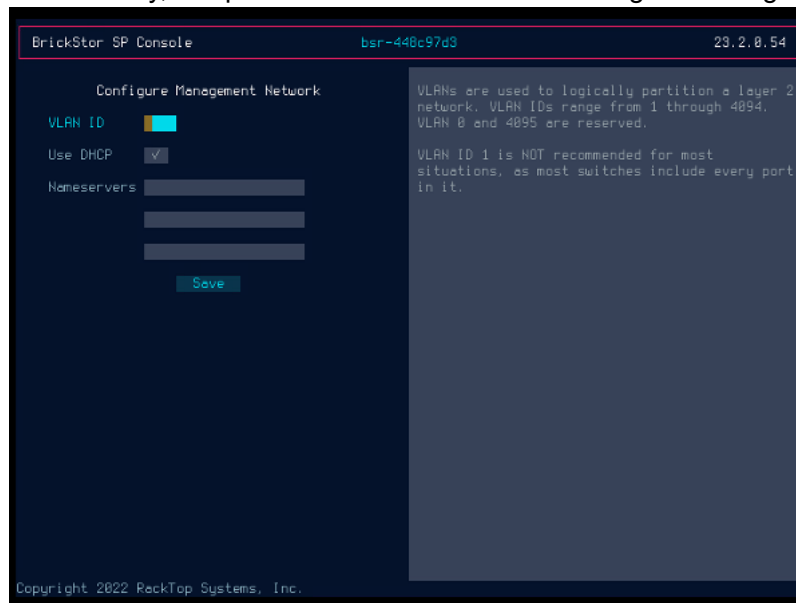 BrickStor SP Console bsr-448c97d3 23.2.0.54
Configure Management Network
VLAN ID
Use DHCP √
Nameservers
Save
VLANs are used to logically partition a layer 2
network. VLAN IDs range from 1 through 4094.
VLAN 0 and 4095 are reserved.
VLAN ID 1 is NOT recommended for most
situations, as most switches include every port
in it.
Copyright 2022 RackTop Systems, Inc.